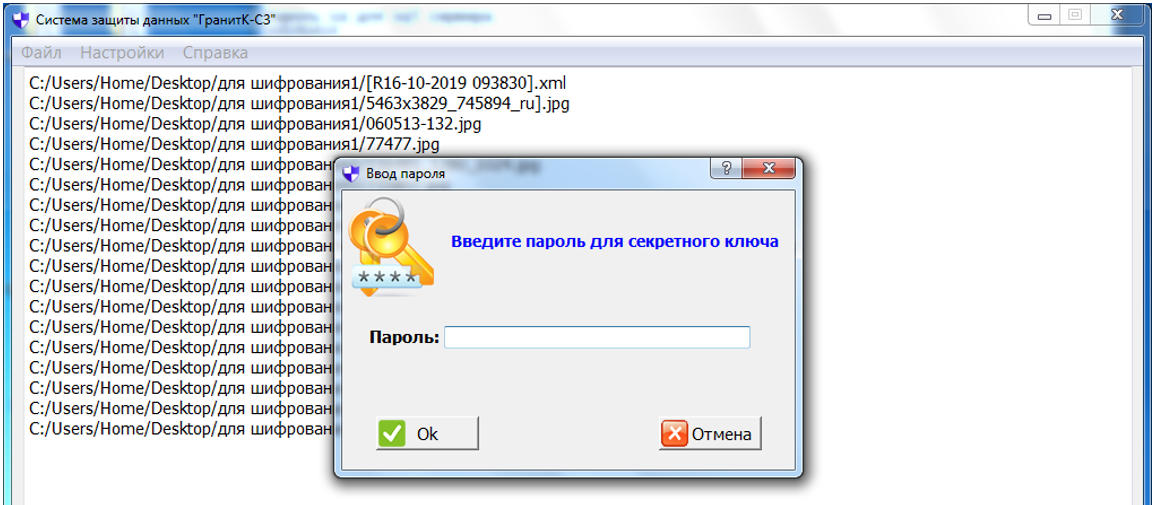 Система защиты данных "ГранитК-С3"
Файл Настройки Справка
C:/Users/Home/Desktop/для шифрования1/[R16-10-2019 093830].xml
C:/Users/Home/Desktop/для шифрования1/5463x3829_745894_ru].jpg
C:/Users/Home/Desktop/для шифрования1/060513-132.jpg
C:/Users/Home/Desktop/для шифрования1/77477.jpg
C:/Users/Home/Desktop/для шифрован
C:/Users/Home/Desktop/для шифрован
C:/Users/Home/Desktop/для шифрован
C:/Users/Home/Desktop/для шифрован
C:/Users/Home/Desktop/для шифрован
C:/Users/Home/Desktop/для шифрован
C:/Users/Home/Desktop/для шифрован
C:/Users/Home/Desktop/для шифрован
C:/Users/Home/Desktop/для шифрован
C:/Users/Home/Desktop/для шифрован
C:/Users/Home/Desktop/для шифрован
C:/Users/Home/Desktop/для шифрован
C:/Users/Home/Desktop/для шифрован
C:/Users/Home/Desktop/для шифрован
Ввод пароля
?
Введите пароль для секретного ключа
****
Пароль:
Ok Отмена